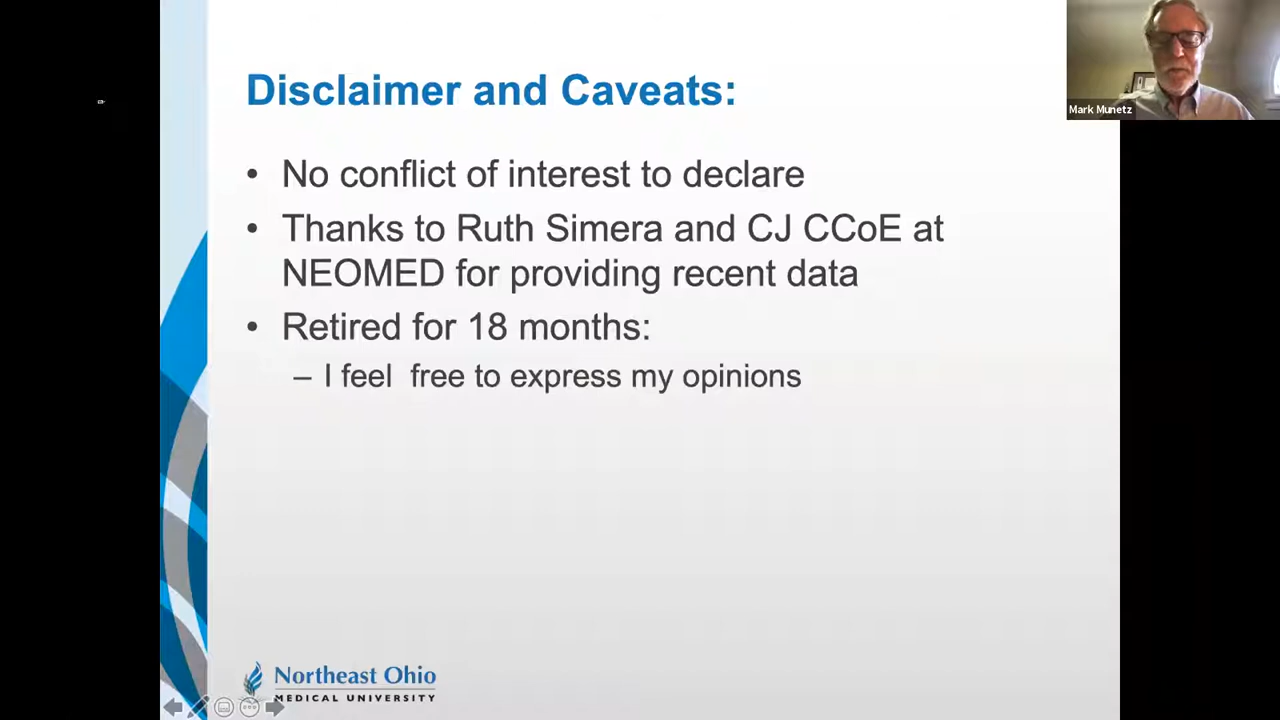 Disclaimer and Caveats:
• No conflict of interest to declare
• Thanks to Ruth Simera and CJ CCoE at
NEOMED for providing recent data
• Retired for 18 months:
– I feel  free to express my opinions
Mark Munetz
Northeast Ohio
MEDICAL UNIVERSITY